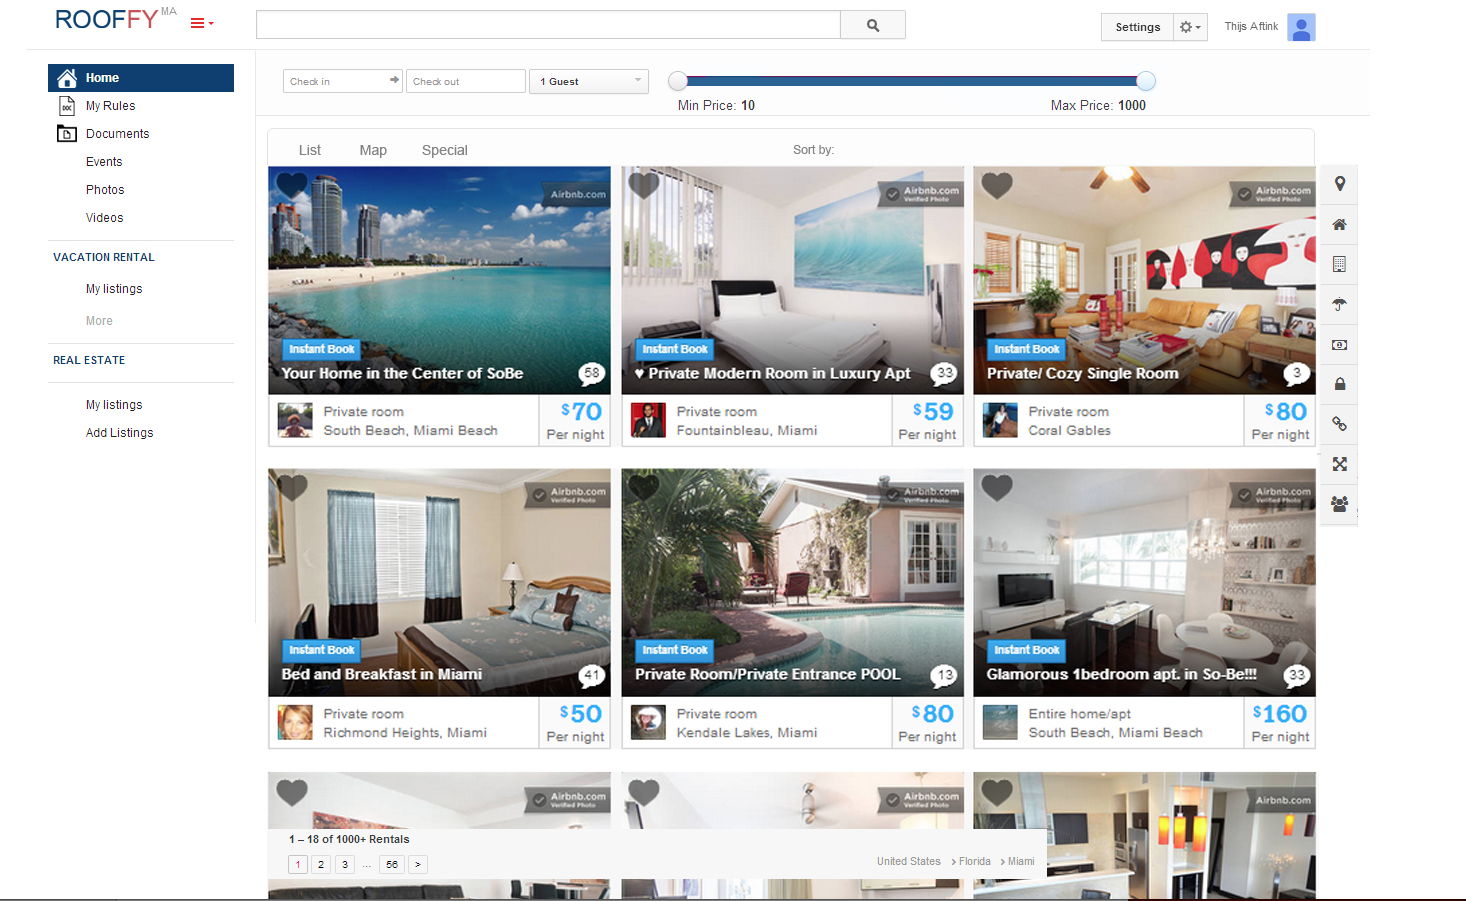 ROOFFY MA
Settings
Thijs Aftink
Home
My Rules
Documents
Events
Photos
Videos
VACATION RENTAL
My listings
More
REAL ESTATE
My listings
Add Listings
Check in
Check out
1 Guest
Min Price: 10
Max Price: 1000
List Map Special Sort by:
Airbnb.com
Instant Book
Your Home in the Center of SoBe 58
Private room
South Beach, Miami Beach
$70
Per night
Airbnb.com
Verified Photo
Instant Book
♥ Private Modern Room in Luxury Apt 33
Private room
Fountainbleau, Miami
$59
Per night
Airbnb.com
Verified Photo
Instant Book
Private/ Cozy Single Room 3
Private room
Coral Gables
$80
Per night
Airbnb.com
Verified Photo
Instant Book
Bed and Breakfast in Miami 41
Private room
Richmond Heights, Miami
$50
Per night
Airbnb.com
Verified Photo
Instant Book
Private Room/Private Entrance POOL 13
Private room
Kendale Lakes, Miami
$80
Per night
Airbnb.com
Verified Photo
Instant Book
Glamorous 1bedroom apt. in So-Be!!! 33
Entire home/apt
South Beach, Miami Beach
$160
Per night
Airbnb.com
Verified Photo
Airbnb.com
Verified Photo
Airbnb.com
1 – 18 of 1000+ Rentals
1 2 3 ... 56 >
United States > Florida > Miami